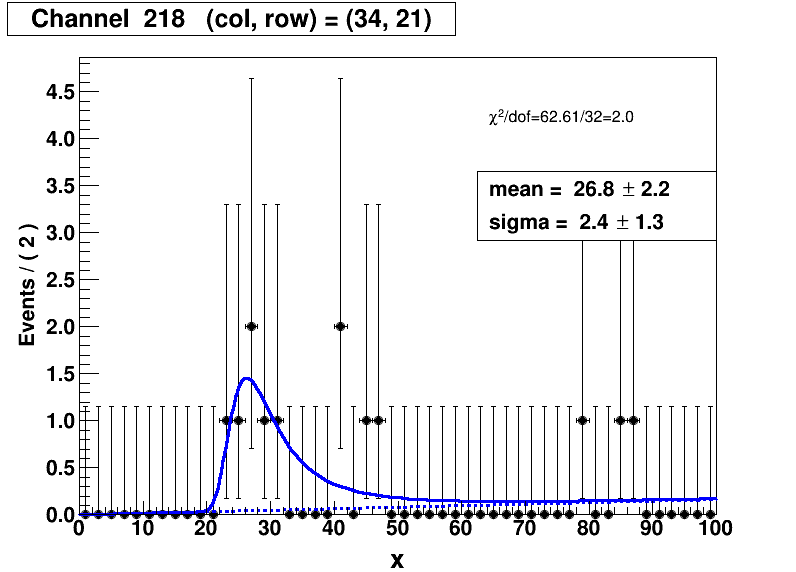 Channel  218   (col, row) = (34, 21)
χ²/dof=62.61/32=2.0
mean =  26.8 ± 2.2
sigma =  2.4 ± 1.3
Events / ( 2 )
4.5
4.0
3.5
3.0
2.5
2.0
1.5
1.0
0.5
0.0
0 10 20 30 40 50 60 70 80 90 100
x